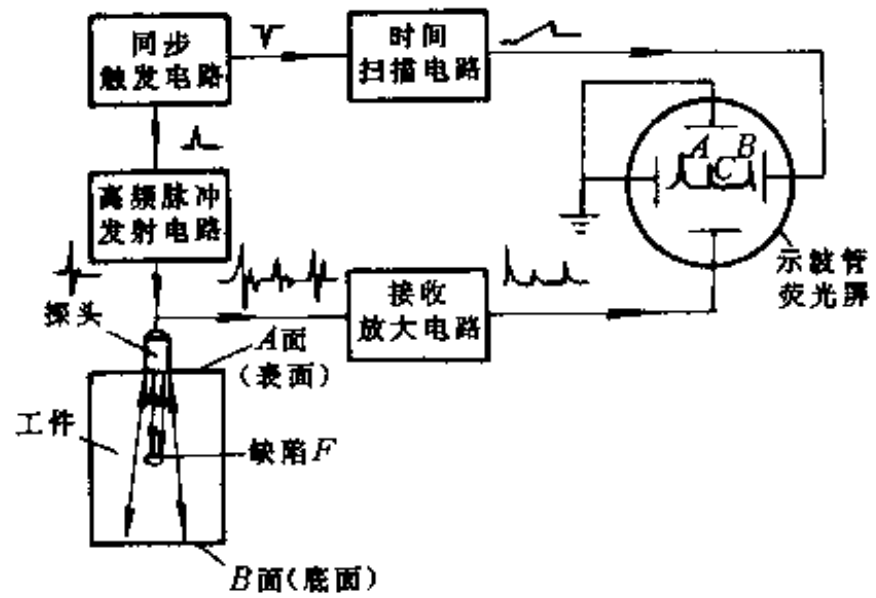 同步
触发电路
时间
扫描电路
高频脉冲
发射电路
A
B
C
示波管
荧光屏
接收
放大电路
探头
A面
(表面)
工件
缺陷F
B面(底面)